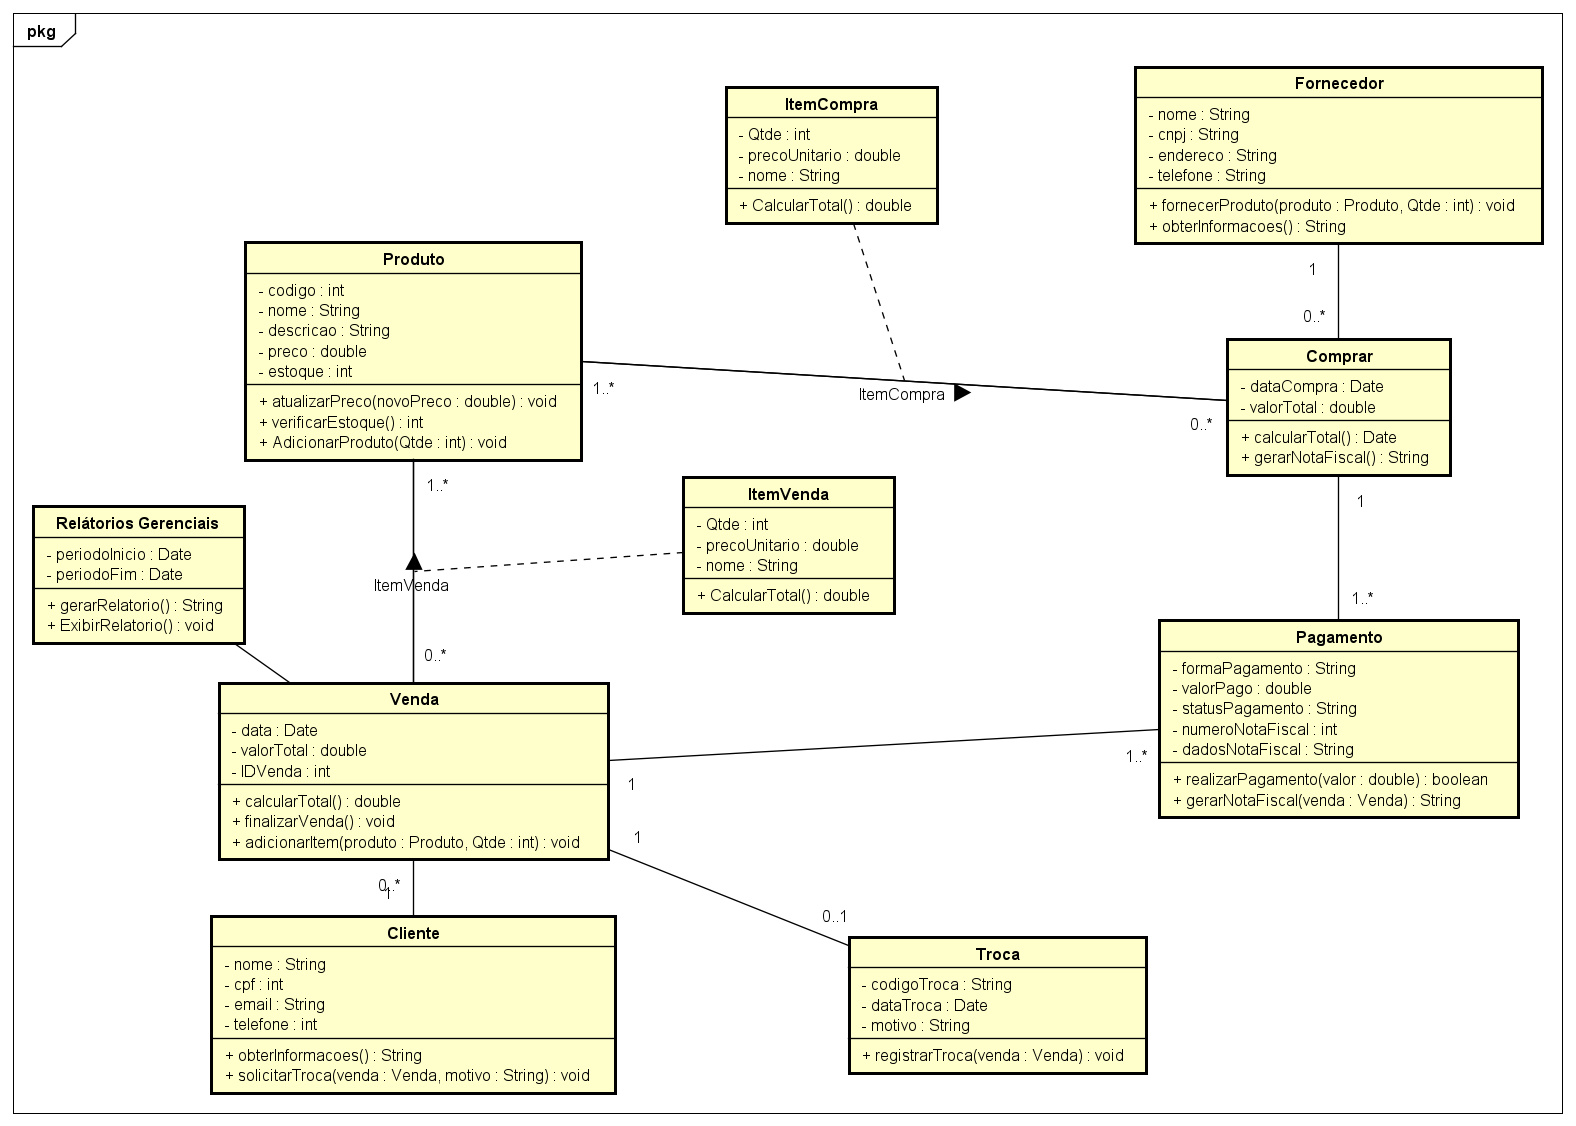 pkg
ItemCompra
- Qtde : int
- precoUnitario : double
- nome : String
+ CalcularTotal() : double
Fornecedor
- nome : String
- cnpj : String
- endereco : String
- telefone : String
+ fornecerProduto(produto : Produto, Qtde : int) : void
+ obterInformacoes() : String
Produto
- codigo : int
- nome : String
- descricao : String
- preco : double
- estoque : int
+ atualizarPreco(novoPreco : double) : void
+ verificarEstoque() : int
+ AdicionarProduto(Qtde : int) : void
1
0..*
1..*
ItemCompra
0..*
Comprar
- dataCompra : Date
- valorTotal : double
+ calcularTotal() : Date
+ gerarNotaFiscal() : String
1..*
ItemVenda
- Qtde : int
- precoUnitario : double
- nome : String
+ CalcularTotal() : double
1
1..*
Relátorios Gerenciais
- periodoInicio : Date
- periodoFim : Date
+ gerarRelatorio() : String
+ ExibirRelatorio() : void
ItemVenda
0..*
Venda
- data : Date
- valorTotal : double
- IDVenda : int
+ calcularTotal() : double
+ finalizarVenda() : void
+ adicionarItem(produto : Produto, Qtde : int) : void
Pagamento
- formaPagamento : String
- valorPago : double
- statusPagamento : String
- numeroNotaFiscal : int
- dadosNotaFiscal : String
+ realizarPagamento(valor : double) : boolean
+ gerarNotaFiscal(venda : Venda) : String
1..*
1
1
0..1
0..*
1
Cliente
- nome : String
- cpf : int
- email : String
- telefone : int
+ obterInformacoes() : String
+ solicitarTroca(venda : Venda, motivo : String) : void
Troca
- codigoTroca : String
- dataTroca : Date
- motivo : String
+ registrarTroca(venda : Venda) : void